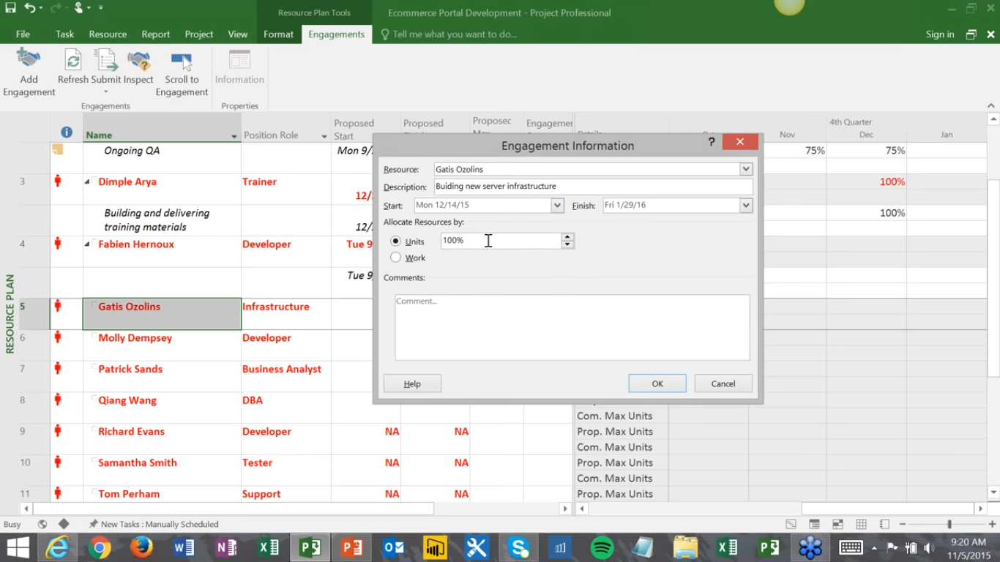 Resource Plan Tools
Ecommerce Portal Development - Project Professional
File Task Resource Report Project View Format Engagements Tell me what you want to do... Sign in
Add Engagement
Refresh
Submit
Inspect
Scroll to Engagement
Information
Engagements
Properties
Name
Position Role
Proposed Start
Proposed
Proposec
Engagemer
4th Quarter
Nov
Dec
Jan
Ongoing QA Mon 9/ 75% 75%
3 Dimple Arya Trainer 100%
12/
Building and delivering training materials 12/ 100%
4 Fabien Hernoux Developer Tue 9
Tue 9
RESOURCE PLAN
5 Gatis Ozolins Infrastructure
6 Molly Dempsey Developer
7 Patrick Sands Business Analyst
8 Qiang Wang DBA
Com. Max Units
9 Richard Evans Developer NA NA Prop. Max Units
Com. Max Units
10 Samantha Smith Tester NA NA Prop. Max Units
Com. Max Units
11 Tom Perham Support NA NA Prop. Max Units
Engagement Information
Resource: Gatis Ozolins
Description: Buiding new server infrastructure
Start: Mon 12/14/15 Finish: Fri 1/29/16
Allocate Resources by:
Units 100%
Work
Comments:
Comment...
Help OK Cancel
Busy New Tasks : Manually Scheduled
9:20 AM
11/5/2015